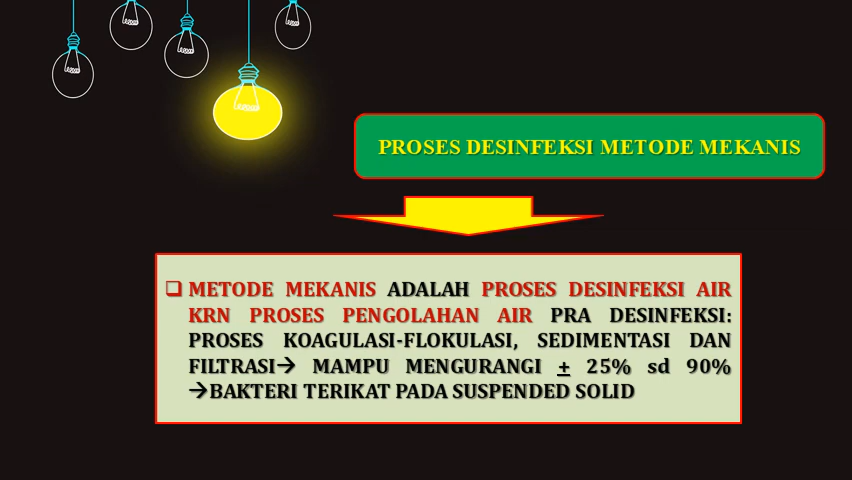 PROSES DESINFEKSI METODE MEKANIS
❑ METODE MEKANIS ADALAH PROSES DESINFEKSI AIR
KRN PROSES PENGOLAHAN AIR PRA DESINFEKSI:
PROSES KOAGULASI-FLOKULASI, SEDIMENTASI DAN
FILTRASI→ MAMPU MENGURANGI + 25% sd 90%
→BAKTERI TERIKAT PADA SUSPENDED SOLID